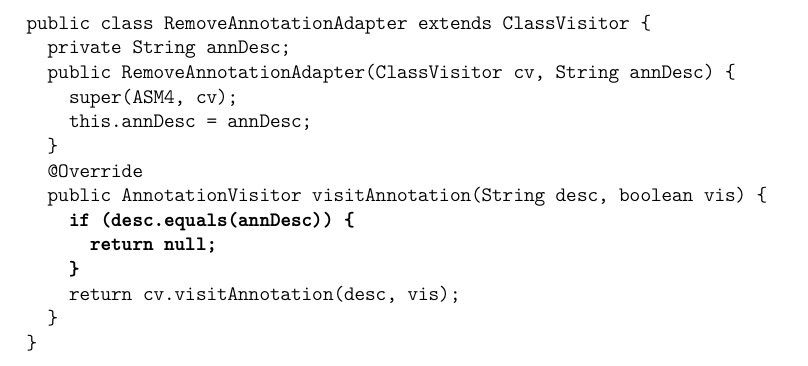 public class RemoveAnnotationAdapter extends ClassVisitor {
  private String annDesc;
  public RemoveAnnotationAdapter(ClassVisitor cv, String annDesc) {
    super(ASM4, cv);
    this.annDesc = annDesc;
  }
  @Override
  public AnnotationVisitor visitAnnotation(String desc, boolean vis) {
    if (desc.equals(annDesc)) {
      return null;
    }
    return cv.visitAnnotation(desc, vis);
  }
}